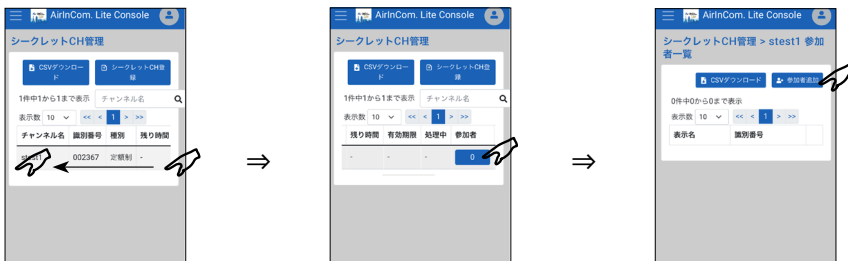 AirInCom. Lite Console
シークレットCH管理
CSVダウンロー
ド
シークレットCH登
録
1件中1から1まで表示
チャンネル名
表示数 10 << < 1 > >>
チャンネル名 識別番号 種別 残り時間
stest1 002367 定額制 -
⇒
AirInCom. Lite Console
シークレットCH管理
CSVダウンロー
ド
シークレットCH登
録
1件中1から1まで表示
チャンネル名
表示数 10 << < 1 > >>
残り時間 有効期限 処理中 参加者
- - - 0
⇒
AirInCom. Lite Console
シークレットCH管理 > stest1 参加
者一覧
CSVダウンロード 参加者追加
0件中0から0まで表示
表示数 10 << < 1 > >>
表示名 識別番号